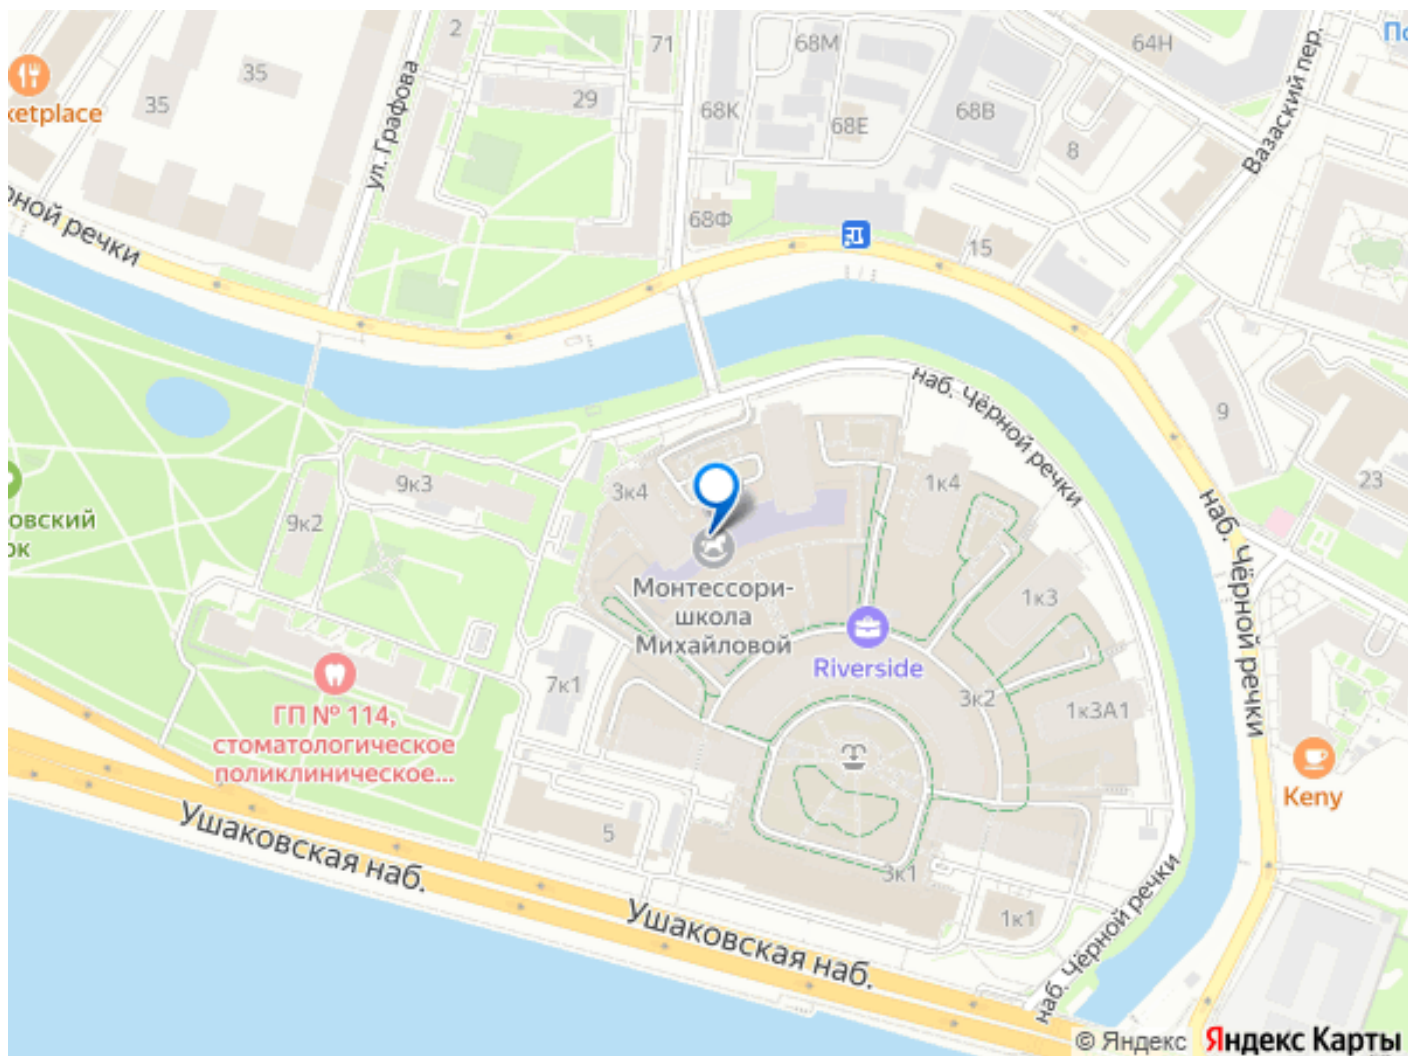 2
71
68М
64Н
По
35
35
29
68К
68Е
68В
8
ketplace
ул. Графова
Вазаский пер.
рной речки
68Ф
15
наб. Чёрной речки
9
23
9к3
3к4
1к4
9к2
овский
рк
Монтессори-
школа
Михайловой
1к3
наб. Чёрной речки
Riverside
7к1
3к2
1к3А1
ГП № 114,
стоматологическое
поликлиническое...
Keny
5
Ушаковская наб.
3к1
1к1
Ушаковская наб.
наб. Чёрной речки
© Яндекс Яндекс Карты